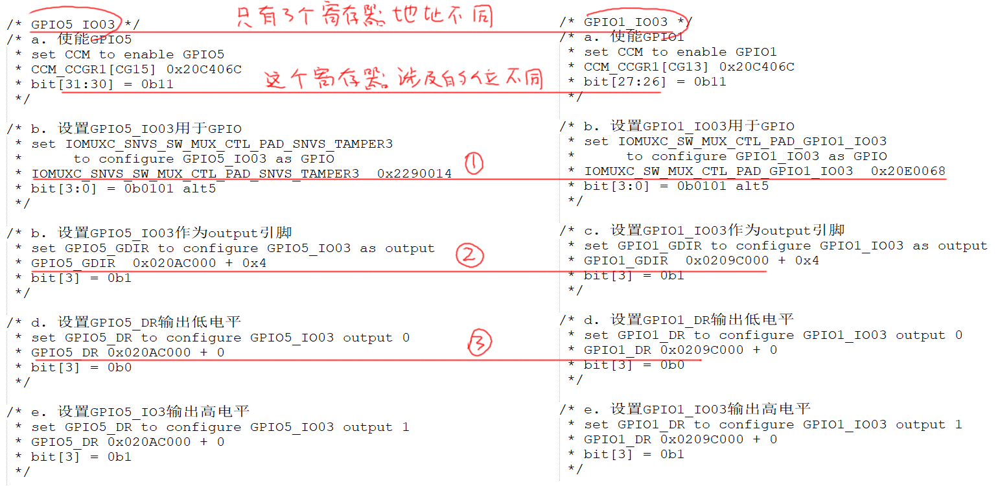 只有3个寄存器地址不同
这个寄存器涉及的位不同
/* GPIO5_IO03 */
/* a. 使能GPIO5
* set CCM to enable GPIO5
* CCM_CCGR1[CG15] 0x20C406C
* bit[31:30] = 0b11
*/
/* b. 设置GPIO5_IO03用于GPIO
* set IOMUXC_SNVS_SW_MUX_CTL_PAD_SNVS_TAMPER3
* to configure GPIO5_IO03 as GPIO
* IOMUXC_SNVS_SW_MUX_CTL_PAD_SNVS_TAMPER3 0x2290014
* bit[3:0] = 0b0101 alt5
*/
/* b. 设置GPIO5_IO03作为output引脚
* set GPIO5_GDIR to configure GPIO5_IO03 as output
* GPIO5_GDIR 0x020AC000 + 0x4
* bit[3] = 0b1
*/
/* d. 设置GPIO5_DR输出低电平
* set GPIO5_DR to configure GPIO5_IO03 output 0
* GPIO5_DR 0x020AC000 + 0
* bit[3] = 0b0
*/
/* e. 设置GPIO5_IO3输出高电平
* set GPIO5_DR to configure GPIO5_IO03 output 1
* GPIO5_DR 0x020AC000 + 0
* bit[3] = 0b1
*/
①
②
③
/* GPIO1_IO03 */
/* a. 使能GPIO1
* set CCM to enable GPIO1
* CCM_CCGR1[CG13] 0x20C406C
* bit[27:26] = 0b11
*/
/* b. 设置GPIO1_IO03用于GPIO
* set IOMUXC_SW_MUX_CTL_PAD_GPIO1_IO03
* to configure GPIO1_IO03 as GPIO
* IOMUXC_SW_MUX_CTL_PAD_GPIO1_IO03 0x20E0068
* bit[3:0] = 0b0101 alt5
*/
/* c. 设置GPIO1_IO03作为output引脚
* set GPIO1_GDIR to configure GPIO1_IO03 as output
* GPIO1_GDIR 0x0209C000 + 0x4
* bit[3] = 0b1
*/
/* d. 设置GPIO1_DR输出低电平
* set GPIO1_DR to configure GPIO1_IO03 output 0
* GPIO1_DR 0x0209C000 + 0
* bit[3] = 0b0
*/
/* e. 设置GPIO1_IO03输出高电平
* set GPIO1_DR to configure GPIO1_IO03 output 1
* GPIO1_DR 0x0209C000 + 0
* bit[3] = 0b1
*/